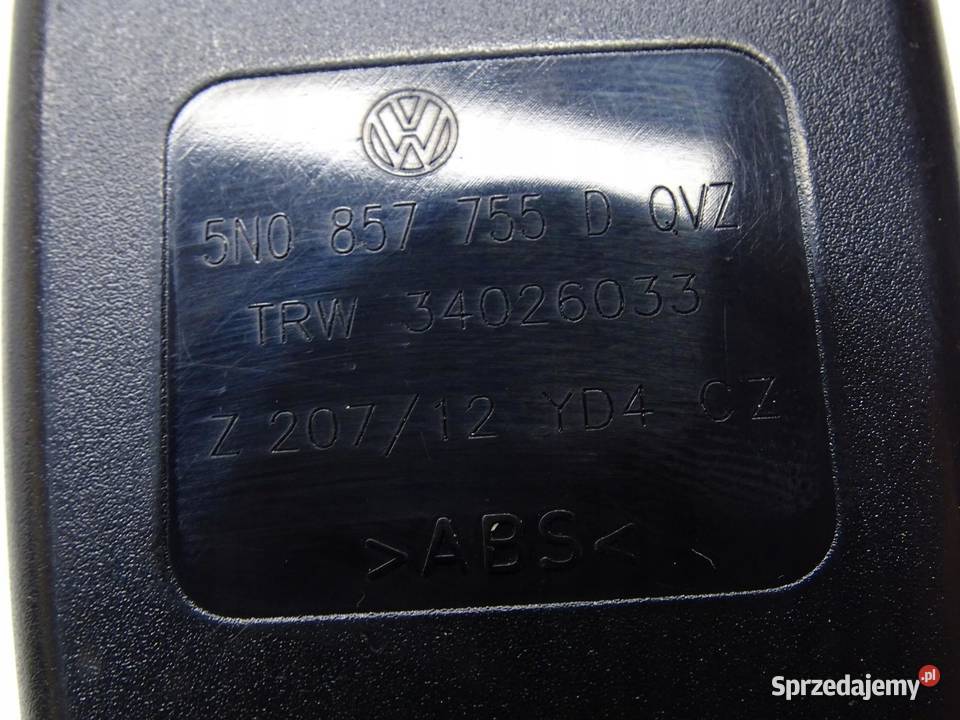 VW
5N0 857 755 D QVZ
TRW 34026033
Z 207/12 YD4 CZ
>ABS<
Sprzedajemy.pl